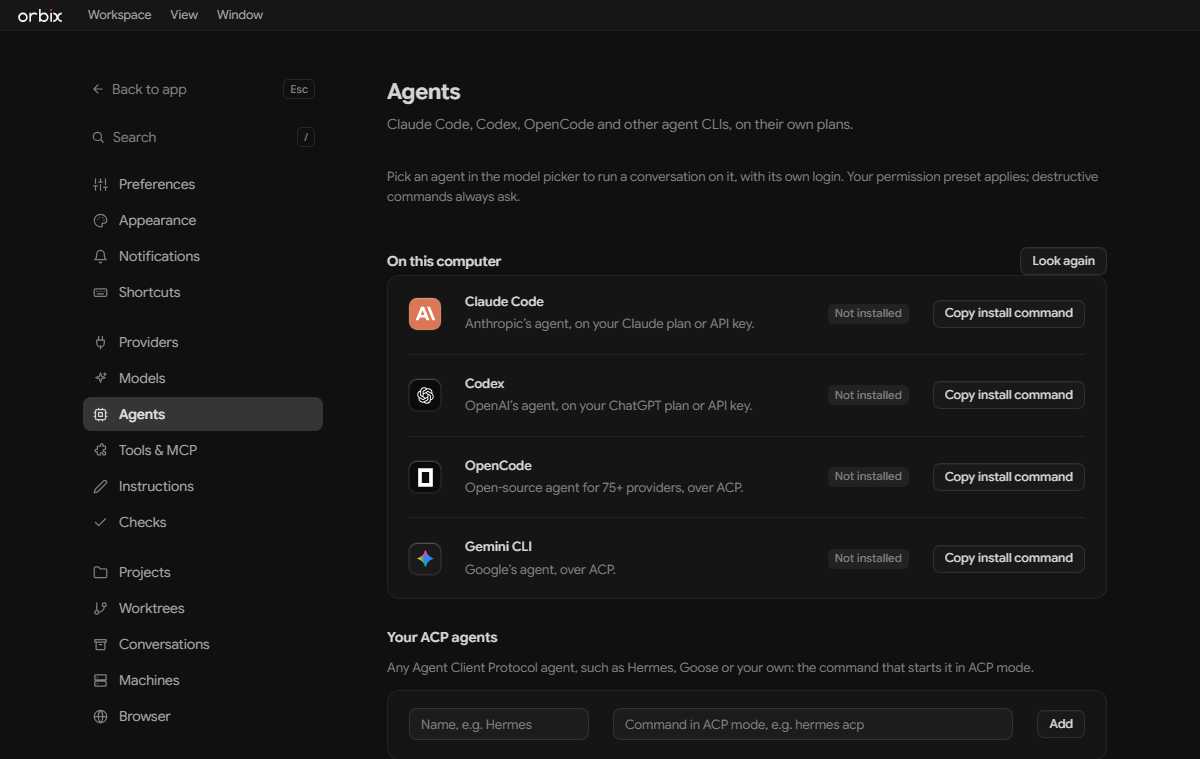 orbix Workspace View Window
Back to app Esc
Search /
Preferences
Appearance
Notifications
Shortcuts
Providers
Models
Agents
Tools & MCP
Instructions
Checks
Projects
Worktrees
Conversations
Machines
Browser
Agents
Claude Code, Codex, OpenCode and other agent CLIs, on their own plans.
Pick an agent in the model picker to run a conversation on it, with its own login. Your permission preset applies; destructive
commands always ask.
On this computer Look again
Claude Code
Anthropic's agent, on your Claude plan or API key.
Not installed Copy install command
Codex
OpenAI's agent, on your ChatGPT plan or API key.
Not installed Copy install command
OpenCode
Open-source agent for 75+ providers, over ACP.
Not installed Copy install command
Gemini CLI
Google's agent, over ACP.
Not installed Copy install command
Your ACP agents
Any Agent Client Protocol agent, such as Hermes, Goose or your own: the command that starts it in ACP mode.
Name, e.g. Hermes Command in ACP mode, e.g. hermes acp Add